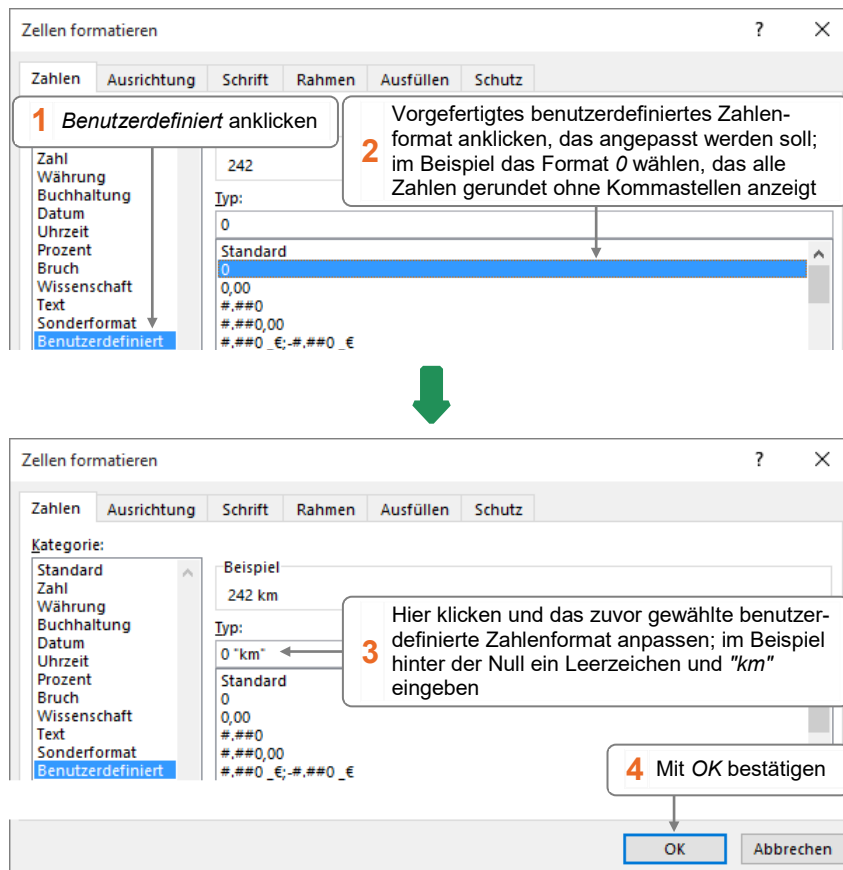 Zellen formatieren ? ×
Zahlen Ausrichtung Schrift Rahmen Ausfüllen Schutz
1 Benutzerdefiniert anklicken
2 Vorgefertigtes benutzerdefiniertes Zahlen-
format anklicken, das angepasst werden soll;
im Beispiel das Format 0 wählen, das alle
Zahlen gerundet ohne Kommastellen anzeigt
Zahl
Währung
Buchhaltung
Datum
Uhrzeit
Prozent
Bruch
Wissenschaft
Text
Sonderformat
Benutzerdefiniert
242
Typ:
0
Standard
0
0,00
#.##0
#.##0,00
#.##0 _€;-#.##0 _€
Zellen formatieren ? ×
Zahlen Ausrichtung Schrift Rahmen Ausfüllen Schutz
Kategorie:
Standard
Zahl
Währung
Buchhaltung
Datum
Uhrzeit
Prozent
Bruch
Wissenschaft
Text
Sonderformat
Benutzerdefiniert
Beispiel
242 km
Typ:
0 "km"
3 Hier klicken und das zuvor gewählte benutzer-
definierte Zahlenformat anpassen; im Beispiel
hinter der Null ein Leerzeichen und "km"
eingeben
Standard
0
0,00
#.##0
#.##0,00
#.##0 _€;-#.##0 _€
4 Mit OK bestätigen
OK Abbrechen